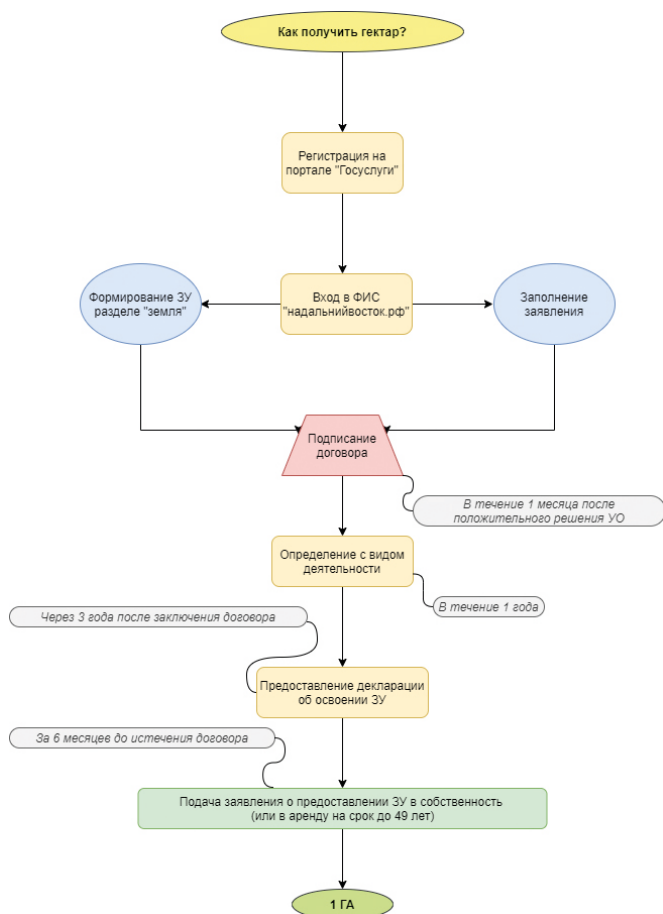 Как получить гектар?
Регистрация на
портале "Госуслуги"
Формирование ЗУ
разделе "земля"
Вход в ФИС
"надальнийвосток.рф"
Заполнение
заявления
Подписание
договора
В течение 1 месяца после
положительного решения УО
Определение с видом
деятельности
В течение 1 года
Через 3 года после заключения договора
Предоставление декларации
об освоении ЗУ
За 6 месяцев до истечения договора
Подача заявления о предоставлении ЗУ в собственность
(или в аренду на срок до 49 лет)
1 ГА